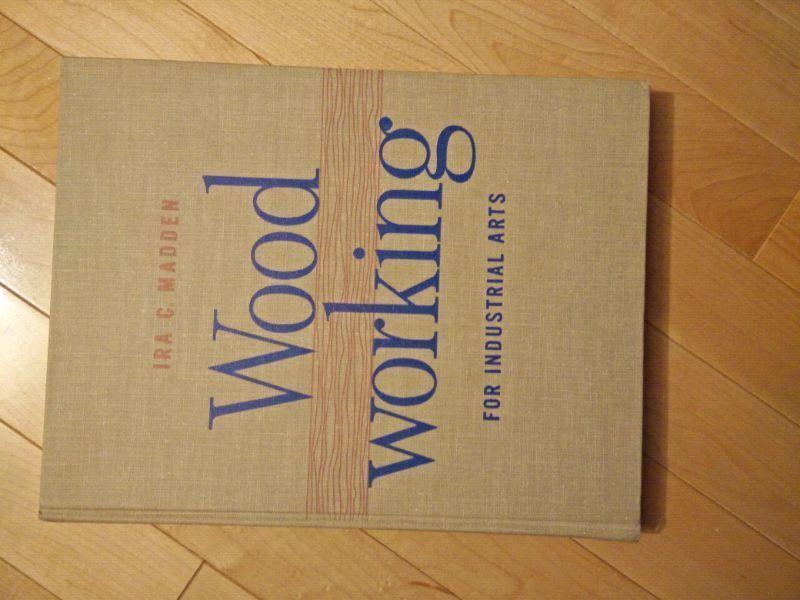 IRA C. MADDEN
Wood
working
FOR INDUSTRIAL ARTS